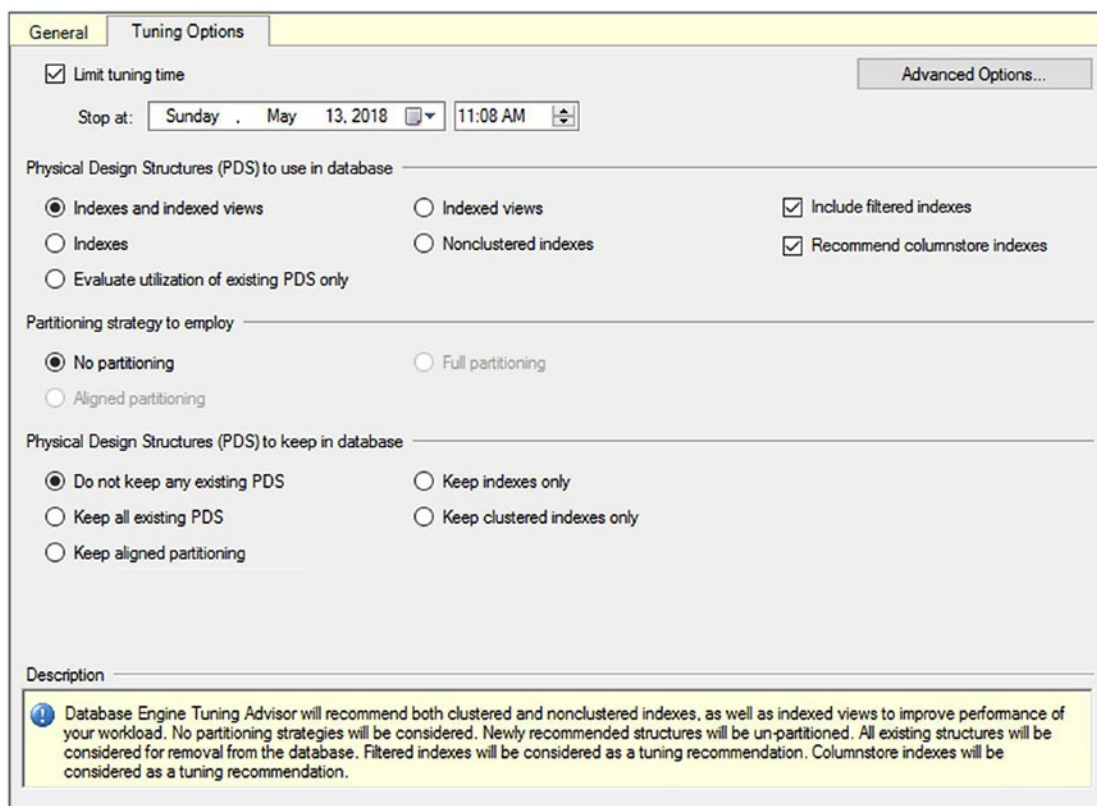 General Tuning Options
Limit tuning time Advanced Options...
Stop at: Sunday , May 13, 2018 11:08 AM
Physical Design Structures (PDS) to use in database
Indexes and indexed views Indexed views Include filtered indexes
Indexes Nonclustered indexes Recommend columnstore indexes
Evaluate utilization of existing PDS only
Partitioning strategy to employ
No partitioning Full partitioning
Aligned partitioning
Physical Design Structures (PDS) to keep in database
Do not keep any existing PDS Keep indexes only
Keep all existing PDS Keep clustered indexes only
Keep aligned partitioning
Description
Database Engine Tuning Advisor will recommend both clustered and nonclustered indexes, as well as indexed views to improve performance of
your workload. No partitioning strategies will be considered. Newly recommended structures will be un-partitioned. All existing structures will be
considered for removal from the database. Filtered indexes will be considered as a tuning recommendation. Columnstore indexes will be
considered as a tuning recommendation.